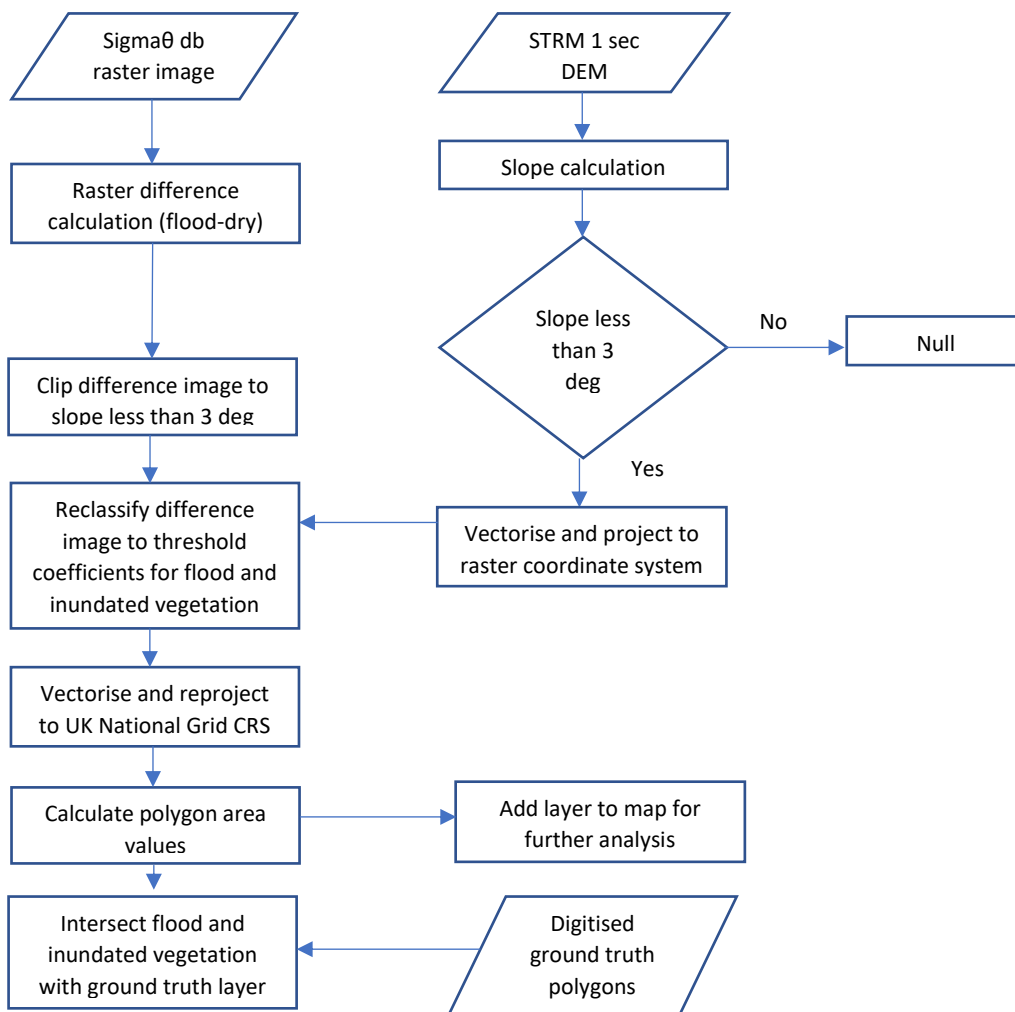 Sigmaθ db
raster image
STRM 1 sec
DEM
Raster difference
calculation (flood-dry)
Slope calculation
Slope less
than 3
deg
No
Null
Clip difference image to
slope less than 3 deg
Yes
Reclassify difference
image to threshold
coefficients for flood and
inundated vegetation
Vectorise and project to
raster coordinate system
Vectorise and reproject
to UK National Grid CRS
Calculate polygon area
values
Add layer to map for
further analysis
Intersect flood and
inundated vegetation
with ground truth layer
Digitised
ground truth
polygons